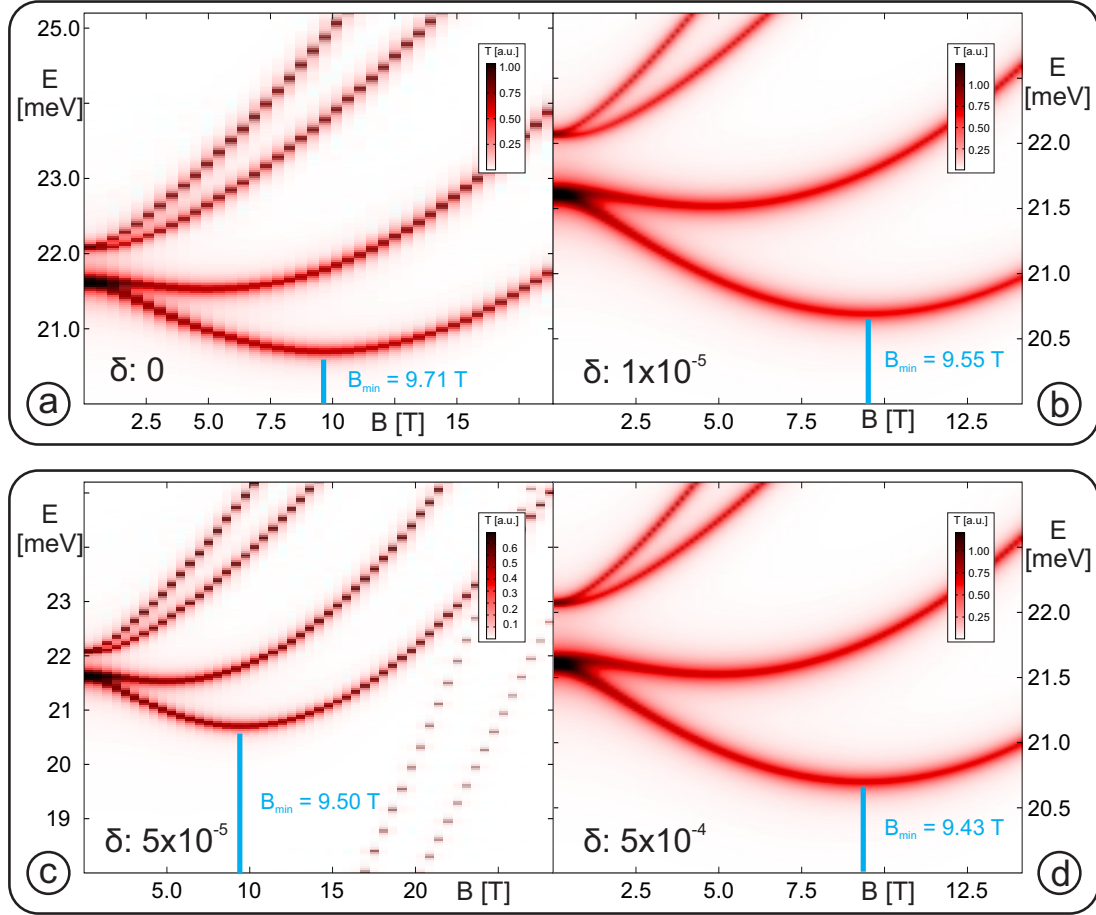 25.0
E
[meV]
23.0
22.0
21.0
T [a.u.]
1.00
0.75
0.50
0.25
δ: 0
B_min = 9.71 T
a
2.5 5.0 7.5 10 B [T] 15
T [a.u.]
1.00
0.75
0.50
0.25
E
[meV]
22.0
21.5
21.0
20.5
δ: 1x10^-5
B_min = 9.55 T
b
2.5 5.0 7.5 B [T] 12.5
E
[meV]
23
22
21
20
19
T [a.u.]
0.6
0.5
0.4
0.3
0.2
0.1
B_min = 9.50 T
δ: 5x10^-5
c
5.0 10 15 20 B [T]
T [a.u.]
1.00
0.75
0.50
0.25
E
[meV]
22.0
21.5
21.0
20.5
δ: 5x10^-4
B_min = 9.43 T
d
2.5 5.0 7.5 B [T] 12.5